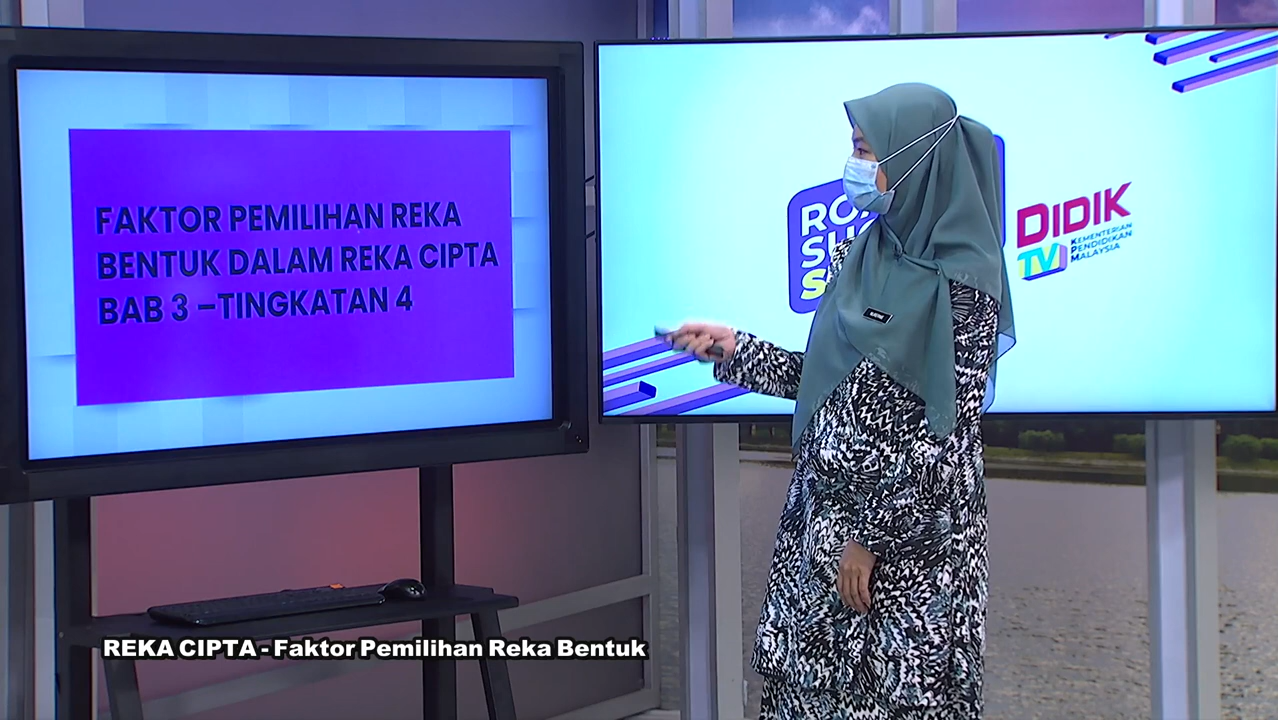 FAKTOR PEMILIHAN REKA
BENTUK DALAM REKA CIPTA
BAB 3 –TINGKATAN 4
DIDIK
TV
KEMENTERIAN
PENDIDIKAN
MALAYSIA
REKA CIPTA - Faktor Pemilihan Reka Bentuk